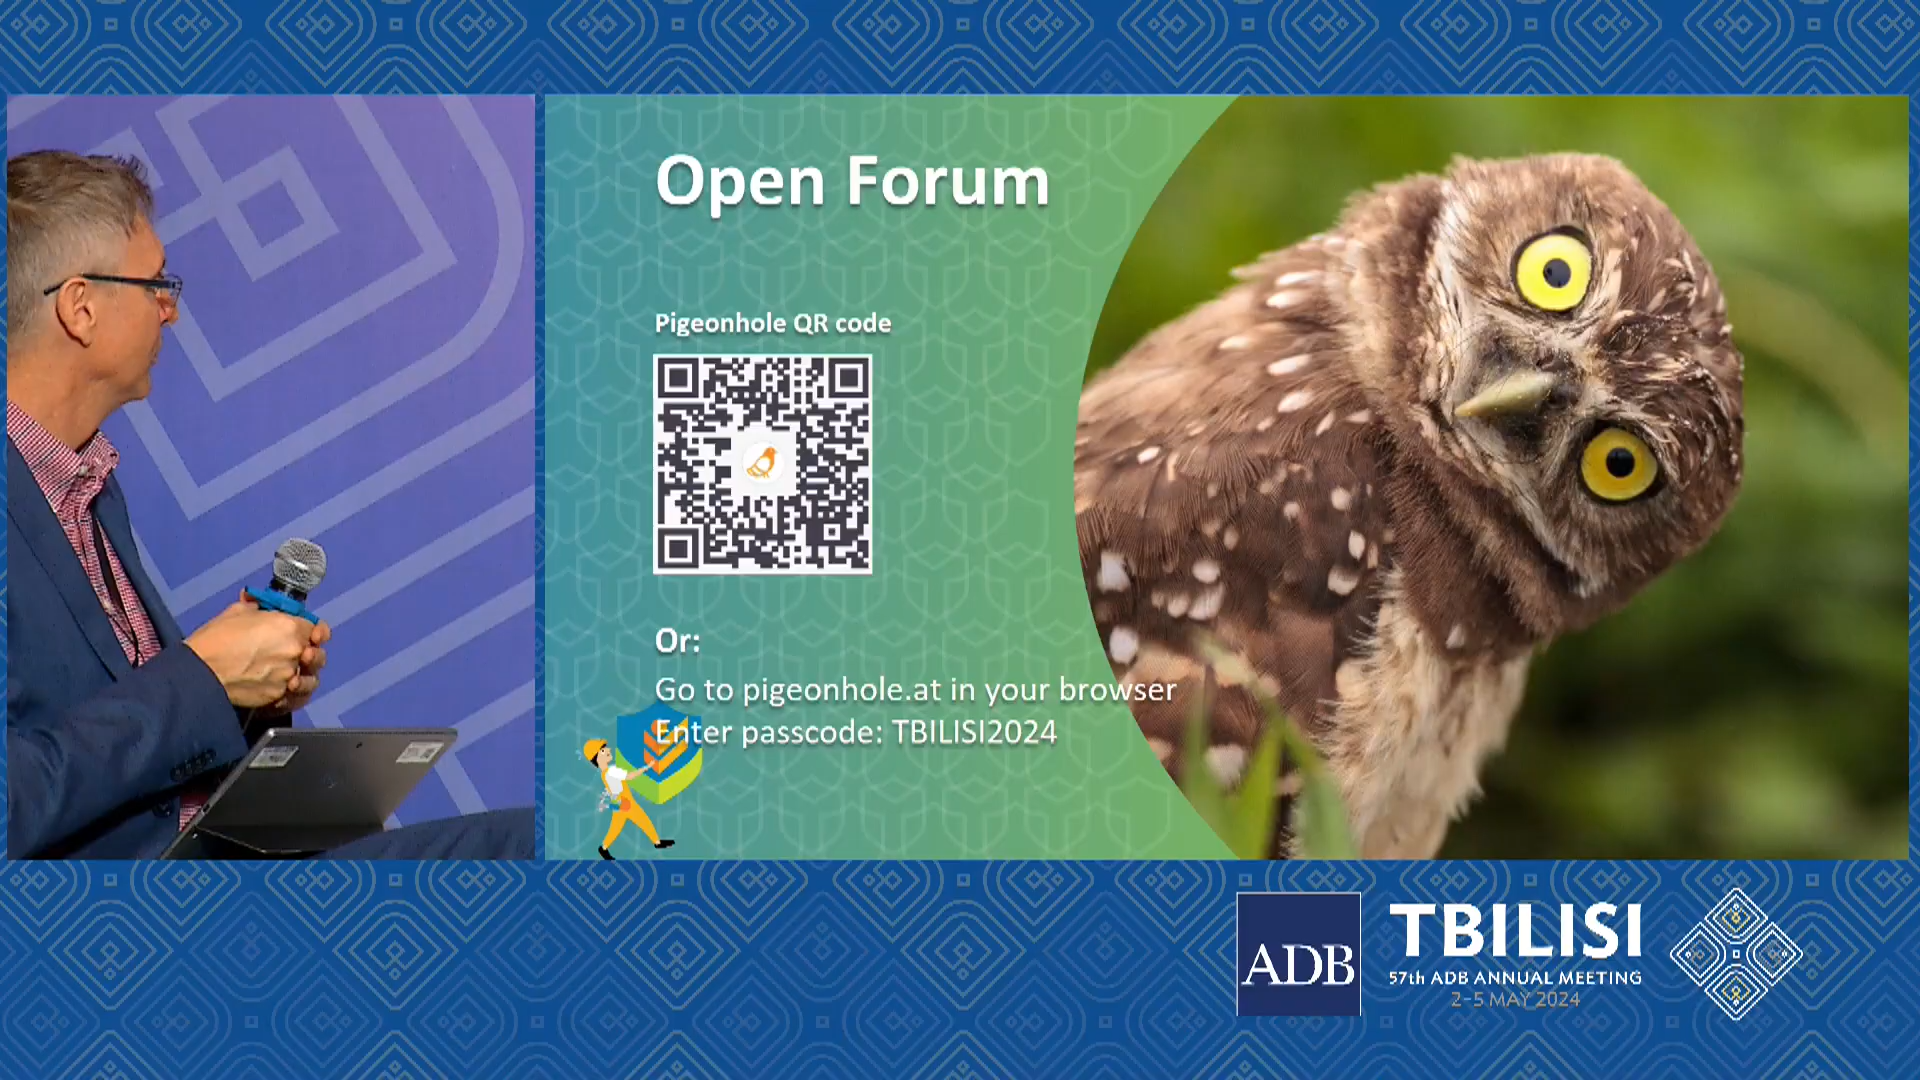 Open Forum
Pigeonhole QR code
Or:
Go to pigeonhole.at in your browser
Enter passcode: TBILISI2024
ADB
TBILISI
57th ADB ANNUAL MEETING
2-5 MAY 2024